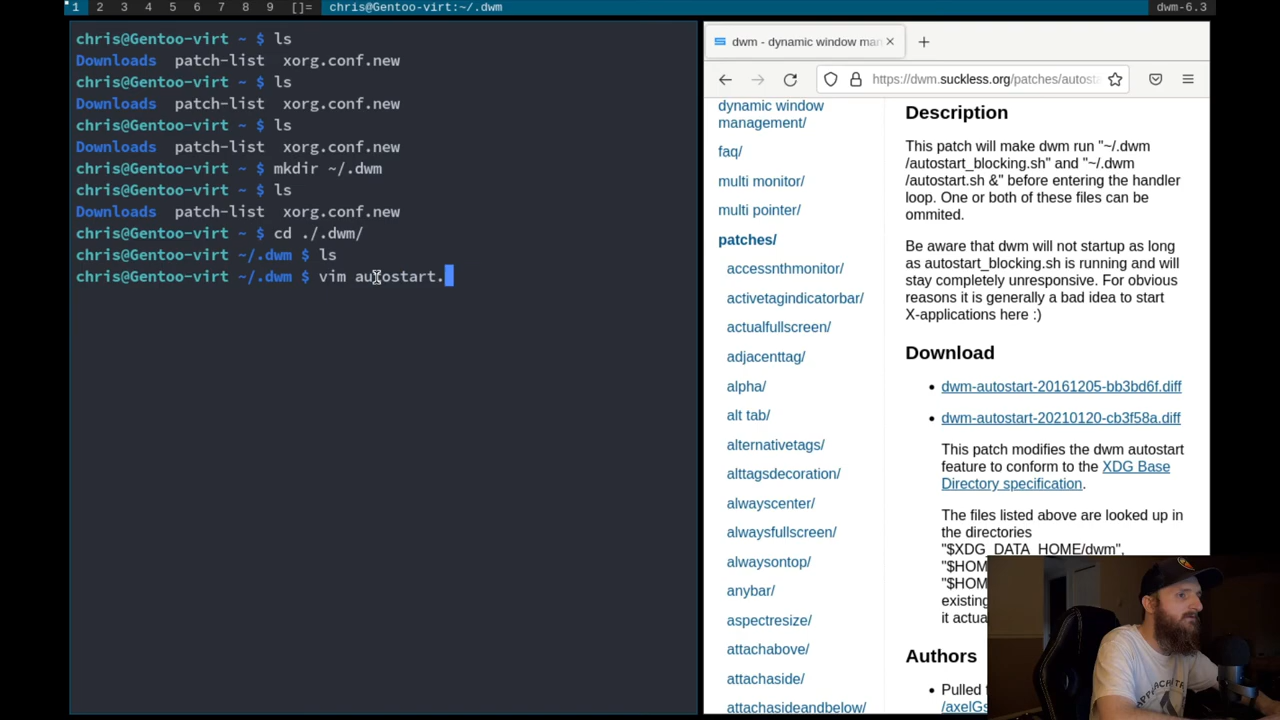 1 2 3 4 5 6 7 8 9 []= chris@Gentoo-virt:~/.dwm dwm-6.3
chris@Gentoo-virt ~ $ ls
Downloads patch-list xorg.conf.new
chris@Gentoo-virt ~ $ ls
Downloads patch-list xorg.conf.new
chris@Gentoo-virt ~ $ ls
Downloads patch-list xorg.conf.new
chris@Gentoo-virt ~ $ mkdir ~/.dwm
chris@Gentoo-virt ~ $ ls
Downloads patch-list xorg.conf.new
chris@Gentoo-virt ~ $ cd ./.dwm/
chris@Gentoo-virt ~/.dwm $ ls
chris@Gentoo-virt ~/.dwm $ vim autostart.
dwm - dynamic window man
https://dwm.suckless.org/patches/autosta
dynamic window
management/
faq/
multi monitor/
multi pointer/
patches/
accessnthmonitor/
activetagindicatorbar/
actualfullscreen/
adjacenttag/
alpha/
alt tab/
alternativetags/
alttagsdecoration/
alwayscenter/
alwaysfullscreen/
alwaysontop/
anybar/
aspectresize/
attachabove/
attachaside/
attachasideandbelow/
Description
This patch will make dwm run "~/.dwm
/autostart_blocking.sh" and "~/.dwm
/autostart.sh &" before entering the handler
loop. One or both of these files can be
ommited.
Be aware that dwm will not startup as long
as autostart_blocking.sh is running and will
stay completely unresponsive. For obvious
reasons it is generally a bad idea to start
X-applications here :)
Download
dwm-autostart-20161205-bb3bd6f.diff
dwm-autostart-20210120-cb3f58a.diff
This patch modifies the dwm autostart
feature to conform to the XDG Base
Directory specification.
The files listed above are looked up in
the directories
"$XDG_DATA_HOME/dwm",
"$HOM
"$HOM
existing
it actua
Authors
Pulled f
/axelGs